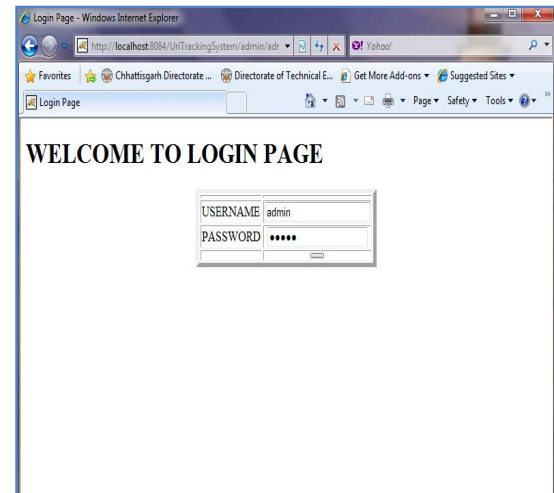 Login Page - Windows Internet Explorer
http://localhost:8084/UrlTrackingSystem/admin/adr
Yahoo!
Favorites Chhattisgarh Directorate ... Directorate of Technical E... Get More Add-ons Suggested Sites
Login Page Page Safety Tools
WELCOME TO LOGIN PAGE
USERNAME admin
PASSWORD •••••